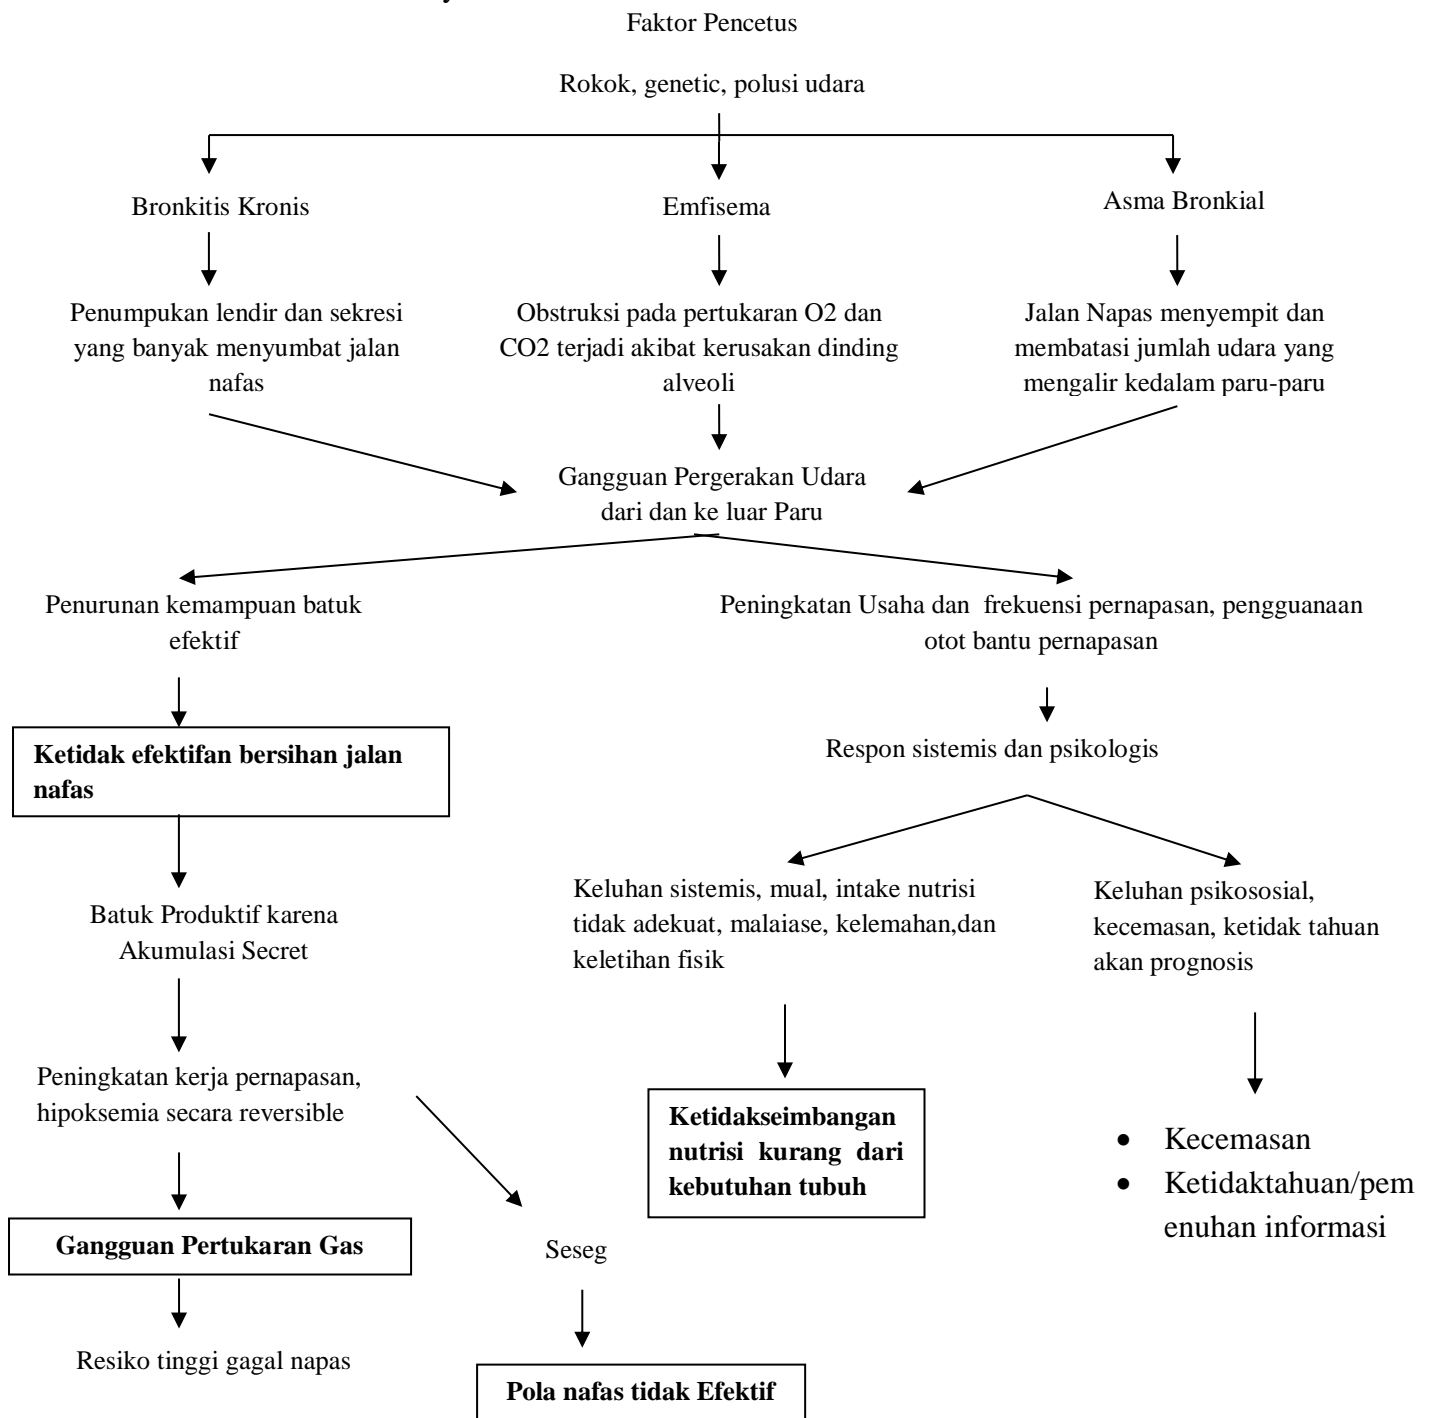 Faktor Pencetus
Rokok, genetic, polusi udara
Bronkitis Kronis
Emfisema
Asma Bronkial
Penumpukan lendir dan sekresi
yang banyak menyumbat jalan
nafas
Obstruksi pada pertukaran O2 dan
CO2 terjadi akibat kerusakan dinding
alveoli
Jalan Napas menyempit dan
membatasi jumlah udara yang
mengalir kedalam paru-paru
Gangguan Pergerakan Udara
dari dan ke luar Paru
Penurunan kemampuan batuk
efektif
Peningkatan Usaha dan frekuensi pernapasan, pengguanaan
otot bantu pernapasan
Ketidak efektifan bersihan jalan
nafas
Respon sistemis dan psikologis
Batuk Produktif karena
Akumulasi Secret
Keluhan sistemis, mual, intake nutrisi
tidak adekuat, malaiase, kelemahan,dan
keletihan fisik
Keluhan psikososial,
kecemasan, ketidak tahuan
akan prognosis
Peningkatan kerja pernapasan,
hipoksemia secara reversible
Ketidakseimbangan
nutrisi kurang dari
kebutuhan tubuh
• Kecemasan
• Ketidaktahuan/pem
enuhan informasi
Gangguan Pertukaran Gas
Seseg
Resiko tinggi gagal napas
Pola nafas tidak Efektif